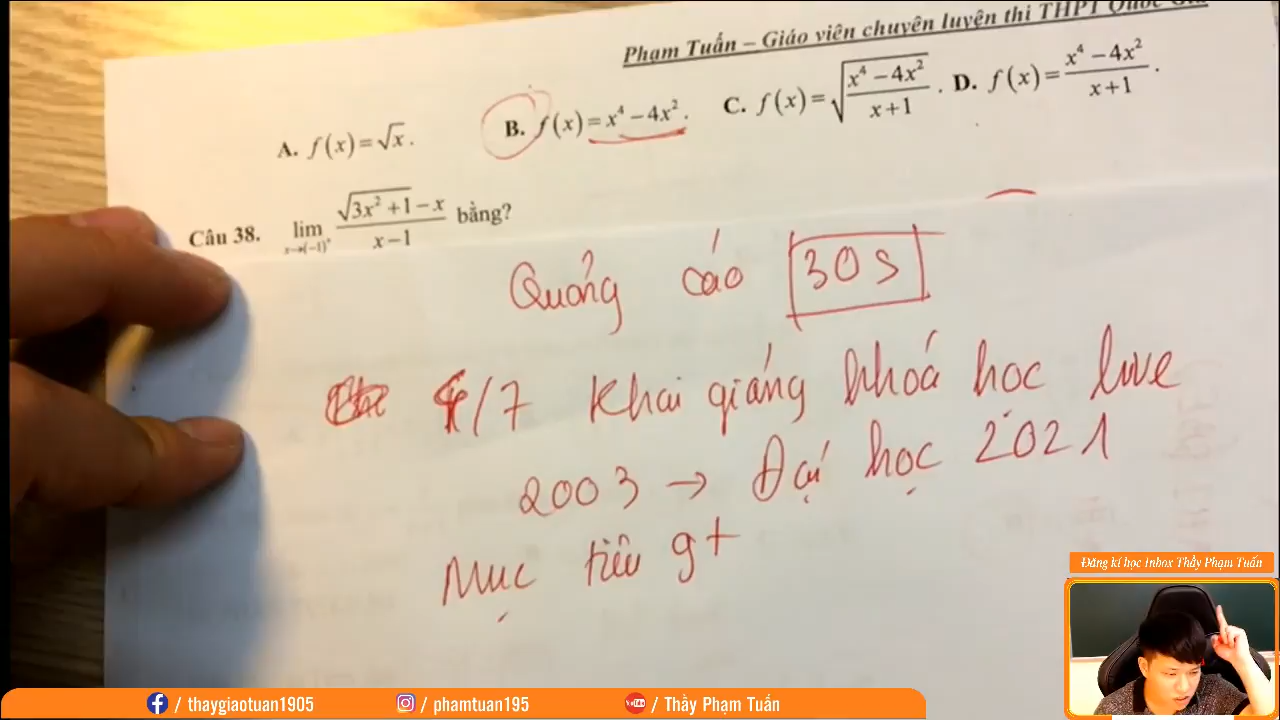 Phạm Tuấn – Giáo viên chuyên luyện thi THPT Quốc Gia
A. f(x)=√x. B. f(x)=x⁴−4x². C. f(x)=√((x⁴−4x²)/(x+1)). D. f(x)=(x⁴−4x²)/(x+1).
Câu 38. lim x→(−1)⁺ (√(3x²+1)−x)/(x−1) bằng?
Quảng cáo 30s
4/7 Khai giảng khoá học live
2003 → Đại học 2021
Mục tiêu 9+
Đăng kí học Inbox Thầy Phạm Tuấn
/ thaygiaotuan1905 / phamtuan195 YouTube / Thầy Phạm Tuấn